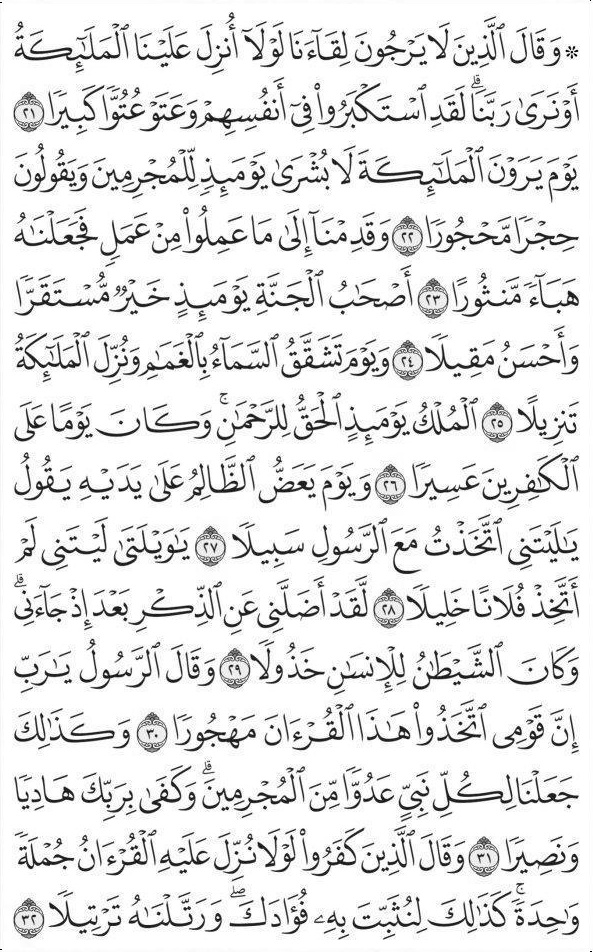 ۞ وَقَالَ ٱلَّذِينَ لَا يَرْجُونَ لِقَآءَنَا لَوْلَآ أُنزِلَ عَلَيْنَا ٱلْمَلَٰٓئِكَةُ
أَوْ نَرَىٰ رَبَّنَا ۗ لَقَدِ ٱسْتَكْبَرُوا۟ فِىٓ أَنفُسِهِمْ وَعَتَوْ عُتُوًّا كَبِيرًا ٢١
يَوْمَ يَرَوْنَ ٱلْمَلَٰٓئِكَةَ لَا بُشْرَىٰ يَوْمَئِذٍ لِّلْمُجْرِمِينَ وَيَقُولُونَ
حِجْرًا مَّحْجُورًا ٢٢ وَقَدِمْنَآ إِلَىٰ مَا عَمِلُوا۟ مِنْ عَمَلٍ فَجَعَلْنَٰهُ
هَبَآءً مَّنثُورًا ٢٣ أَصْحَٰبُ ٱلْجَنَّةِ يَوْمَئِذٍ خَيْرٌ مُّسْتَقَرًّا
وَأَحْسَنُ مَقِيلًا ٢٤ وَيَوْمَ تَشَقَّقُ ٱلسَّمَآءُ بِٱلْغَمَٰمِ وَنُزِّلَ ٱلْمَلَٰٓئِكَةُ
تَنزِيلًا ٢٥ ٱلْمُلْكُ يَوْمَئِذٍ ٱلْحَقُّ لِلرَّحْمَٰنِ ۚ وَكَانَ يَوْمًا عَلَى
ٱلْكَٰفِرِينَ عَسِيرًا ٢٦ وَيَوْمَ يَعَضُّ ٱلظَّالِمُ عَلَىٰ يَدَيْهِ يَقُولُ
يَٰلَيْتَنِى ٱتَّخَذْتُ مَعَ ٱلرَّسُولِ سَبِيلًا ٢٧ يَٰوَيْلَتَىٰ لَيْتَنِى لَمْ
أَتَّخِذْ فُلَانًا خَلِيلًا ٢٨ لَّقَدْ أَضَلَّنِى عَنِ ٱلذِّكْرِ بَعْدَ إِذْ جَآءَنِى ۗ
وَكَانَ ٱلشَّيْطَٰنُ لِلْإِنسَٰنِ خَذُولًا ٢٩ وَقَالَ ٱلرَّسُولُ يَٰرَبِّ
إِنَّ قَوْمِى ٱتَّخَذُوا۟ هَٰذَا ٱلْقُرْءَانَ مَهْجُورًا ٣٠ وَكَذَٰلِكَ
جَعَلْنَا لِكُلِّ نَبِىٍّ عَدُوًّا مِّنَ ٱلْمُجْرِمِينَ ۗ وَكَفَىٰ بِرَبِّكَ هَادِيًا
وَنَصِيرًا ٣١ وَقَالَ ٱلَّذِينَ كَفَرُوا۟ لَوْلَا نُزِّلَ عَلَيْهِ ٱلْقُرْءَانُ جُمْلَةً
وَٰحِدَةً ۚ كَذَٰلِكَ لِنُثَبِّتَ بِهِۦ فُؤَادَكَ ۖ وَرَتَّلْنَٰهُ تَرْتِيلًا ٣٢